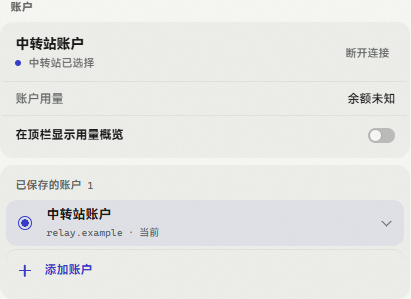 账户
中转站账户
中转站已选择
断开连接
账户用量
余额未知
在顶栏显示用量概览
已保存的账户 1
中转站账户
relay.example · 当前
添加账户